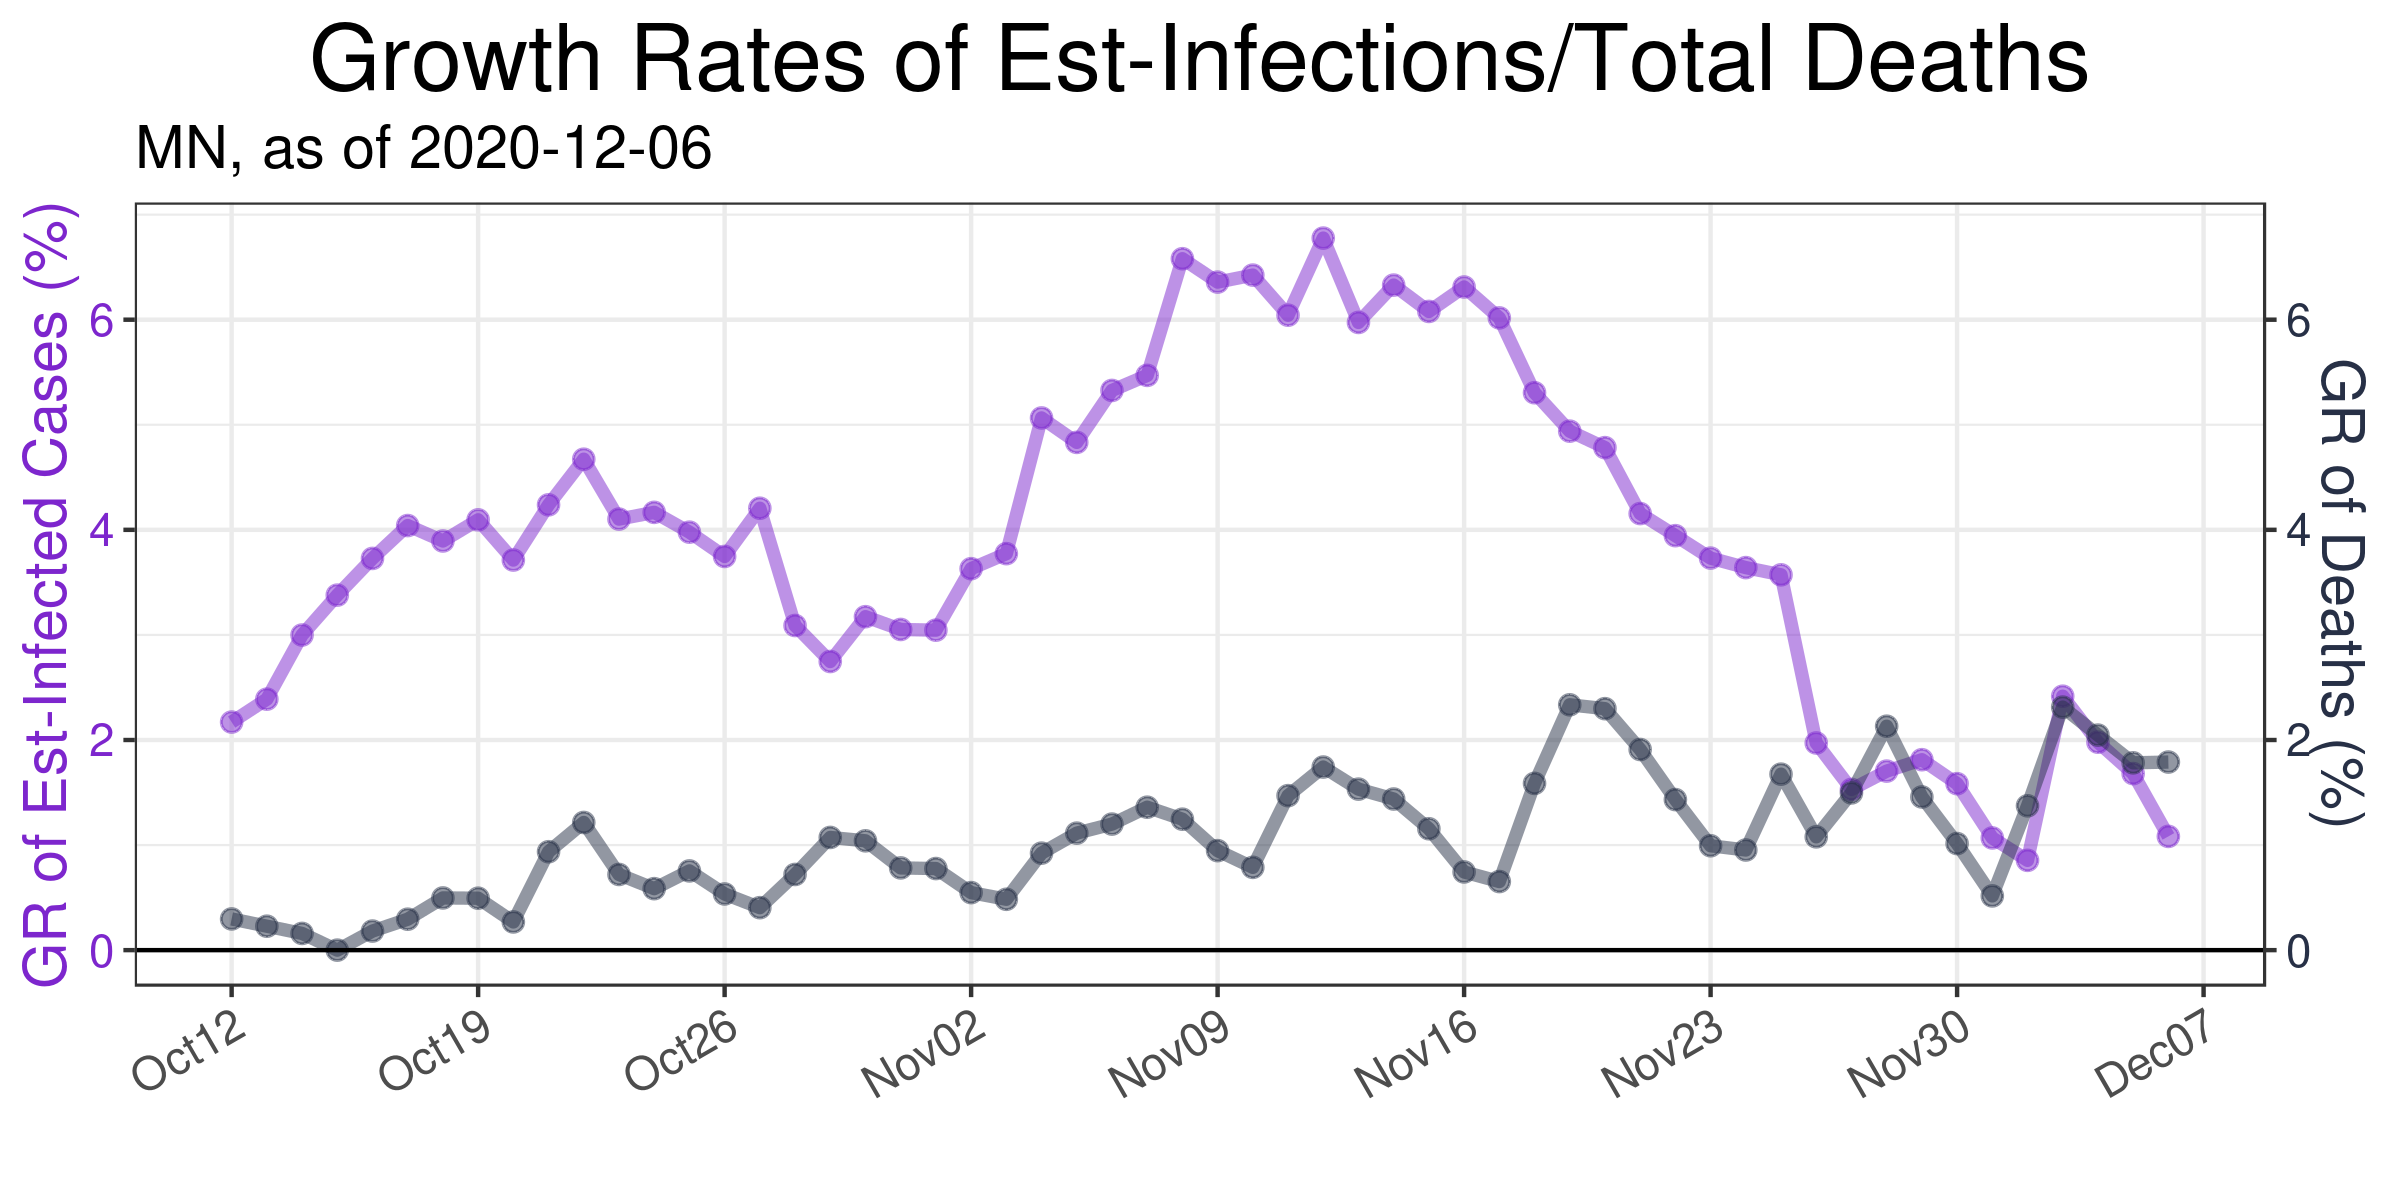 Growth Rates of Est-Infections/Total Deaths
MN, as of 2020-12-06
GR of Est-Infected Cases (%)
6
4
2
0
6
4
2
0
GR of Deaths (%)
Oct12
Oct19
Oct26
Nov02
Nov09
Nov16
Nov23
Nov30
Dec07